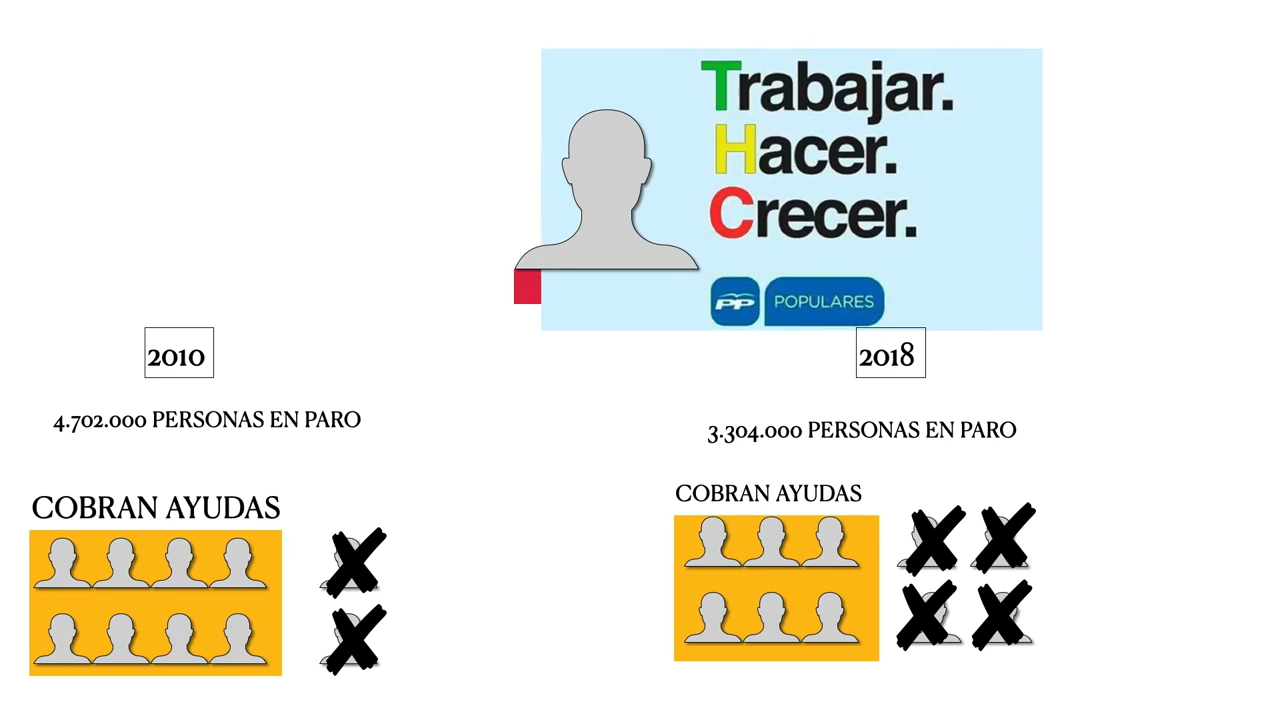 Trabajar.
Hacer.
Crecer.
PP POPULARES
2010
2018
4.702.000 PERSONAS EN PARO
3.304.000 PERSONAS EN PARO
COBRAN AYUDAS
COBRAN AYUDAS